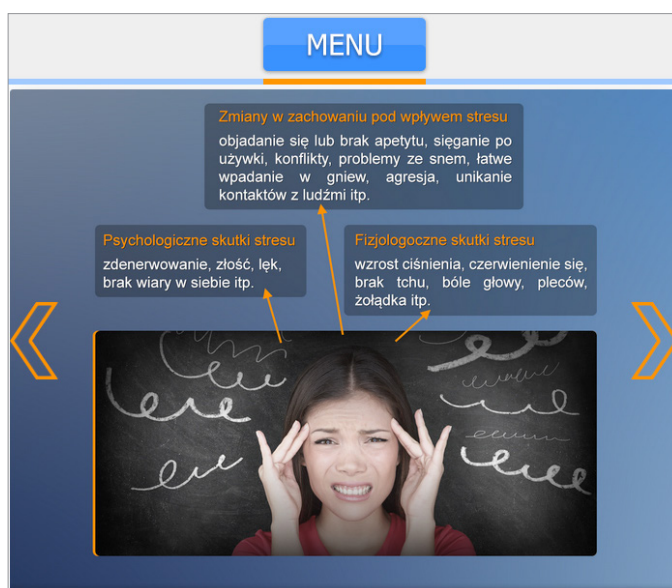 MENU
Zmiany w zachowaniu pod wpływem stresu
objadanie się lub brak apetytu, sięganie po
używki, konflikty, problemy ze snem, łatwe
wpadanie w gniew, agresja, unikanie
kontaktów z ludźmi itp.
Psychologiczne skutki stresu
zdenerwowanie, złość, lęk,
brak wiary w siebie itp.
Fizjologoczne skutki stresu
wzrost ciśnienia, czerwienienie się,
brak tchu, bóle głowy, pleców,
żołądka itp.